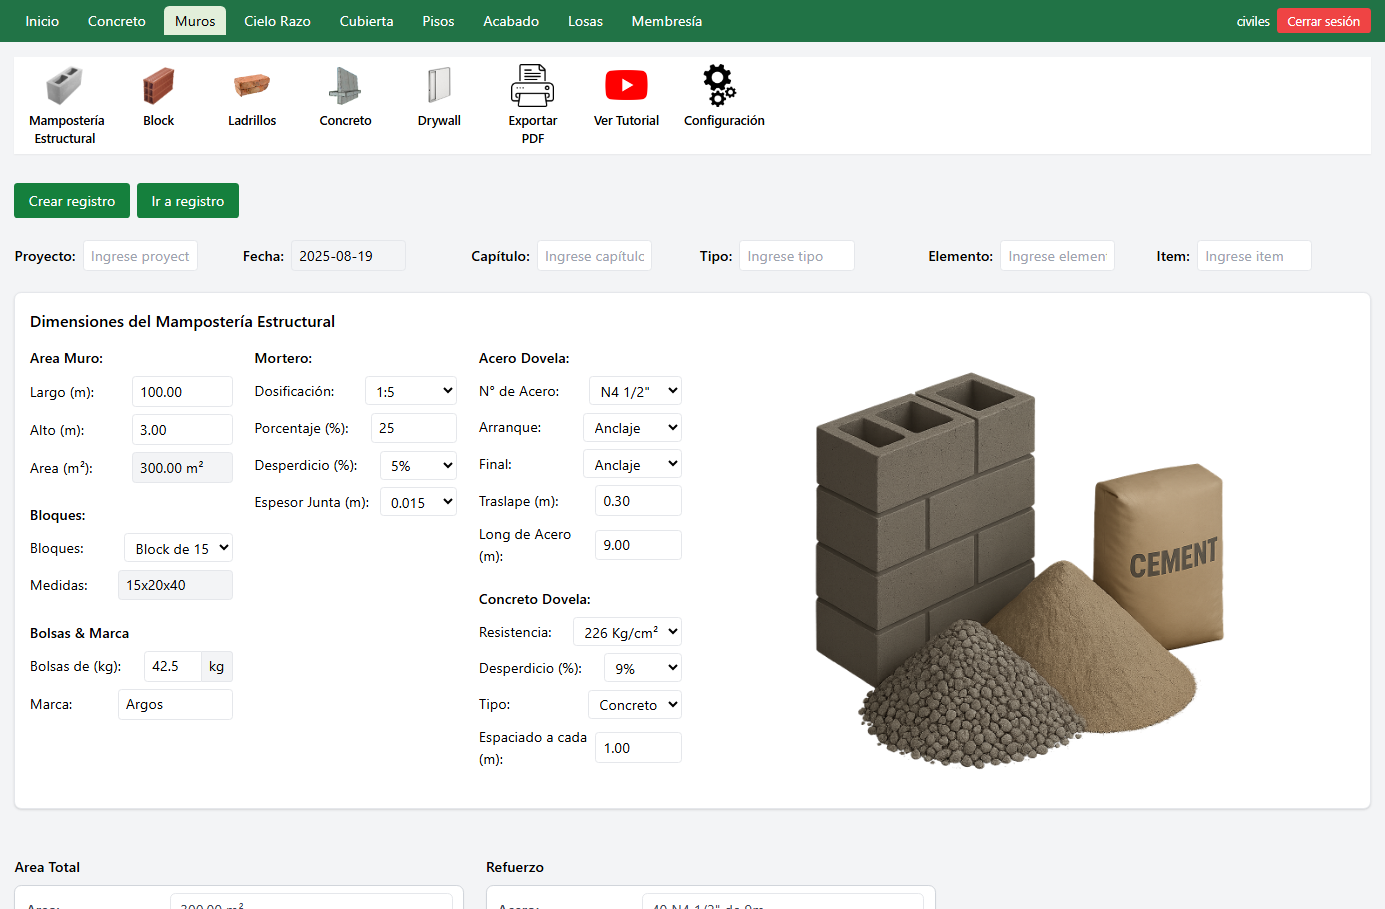 Inicio Concreto Muros Cielo Razo Cubierta Pisos Acabado Losas Membresía civiles Cerrar sesión
Mampostería Estructural
Block
Ladrillos
Concreto
Drywall
Exportar PDF
Ver Tutorial
Configuración
Crear registro Ir a registro
Proyecto: Ingrese proyect Fecha: 2025-08-19 Capítulo: Ingrese capítulo Tipo: Ingrese tipo Elemento: Ingrese elemen Item: Ingrese item
Dimensiones del Mampostería Estructural
Area Muro:
Largo (m): 100.00
Alto (m): 3.00
Area (m²): 300.00 m²
Bloques:
Bloques: Block de 15
Medidas: 15x20x40
Bolsas & Marca
Bolsas de (kg): 42.5 kg
Marca: Argos
Mortero:
Dosificación: 1:5
Porcentaje (%): 25
Desperdicio (%): 5%
Espesor Junta (m): 0.015
Acero Dovela:
N° de Acero: N4 1/2"
Arranque: Anclaje
Final: Anclaje
Traslape (m): 0.30
Long de Acero (m): 9.00
Concreto Dovela:
Resistencia: 226 Kg/cm²
Desperdicio (%): 9%
Tipo: Concreto
Espaciado a cada (m): 1.00
CEMENT
Area Total
Area: 300.00 m²
Refuerzo
Acero: 40 N4 1/2" de 9m